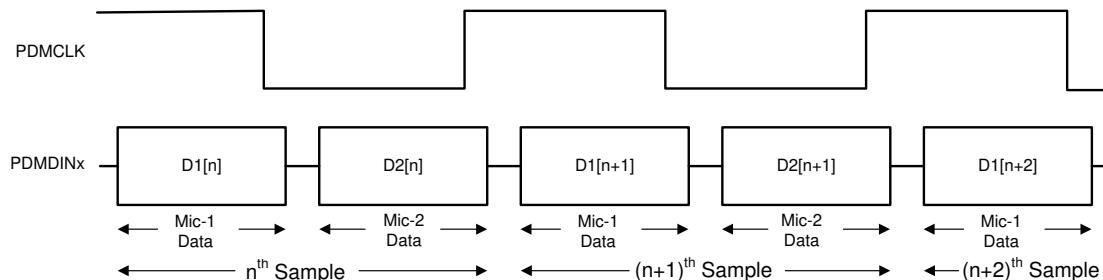 PDMCLK
PDMDINx
D1[n]
D2[n]
D1[n+1]
D2[n+1]
D1[n+2]
Mic-1
Data
Mic-2
Data
Mic-1
Data
Mic-2
Data
Mic-1
Data
nth Sample
(n+1)th Sample
(n+2)th Sample